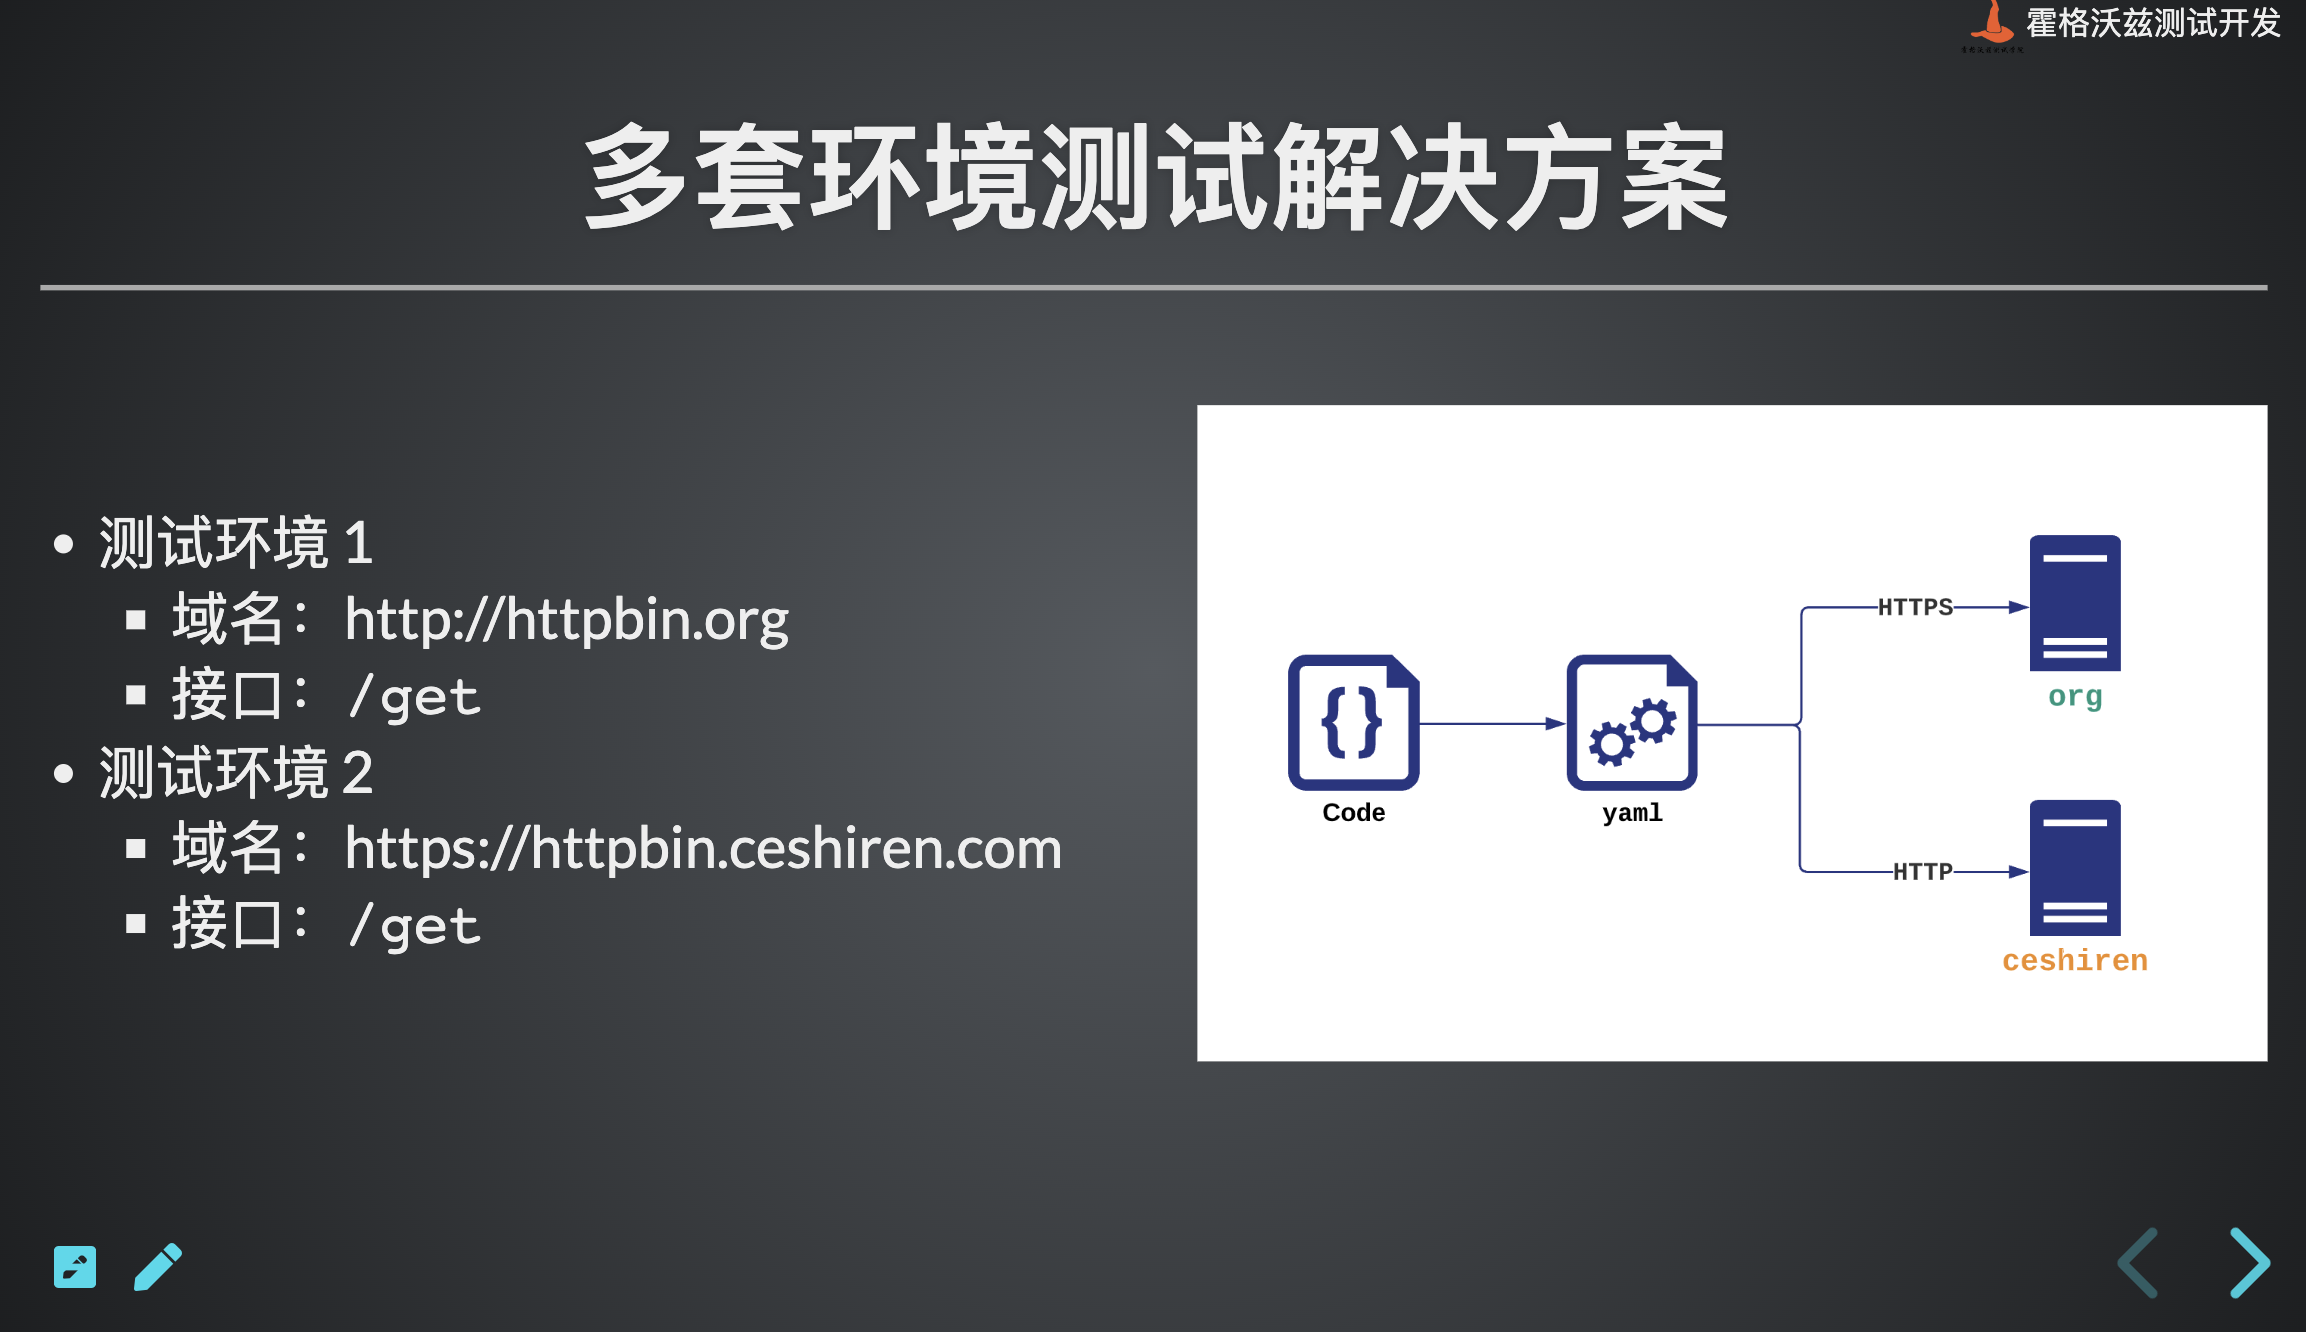 霍格沃兹测试开发
多套环境测试解决方案
测试环境 1
域名：http://httpbin.org
接口：/get
测试环境 2
域名：https://httpbin.ceshiren.com
接口：/get
{}
Code
yaml
HTTPS
org
HTTP
ceshiren